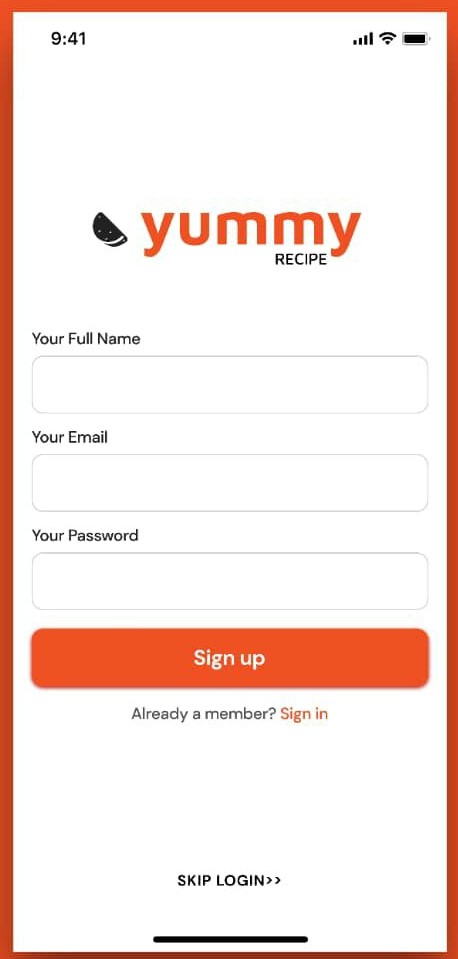 9:41
yummy
RECIPE
Your Full Name
Your Email
Your Password
Sign up
Already a member? Sign in
SKIP LOGIN>>